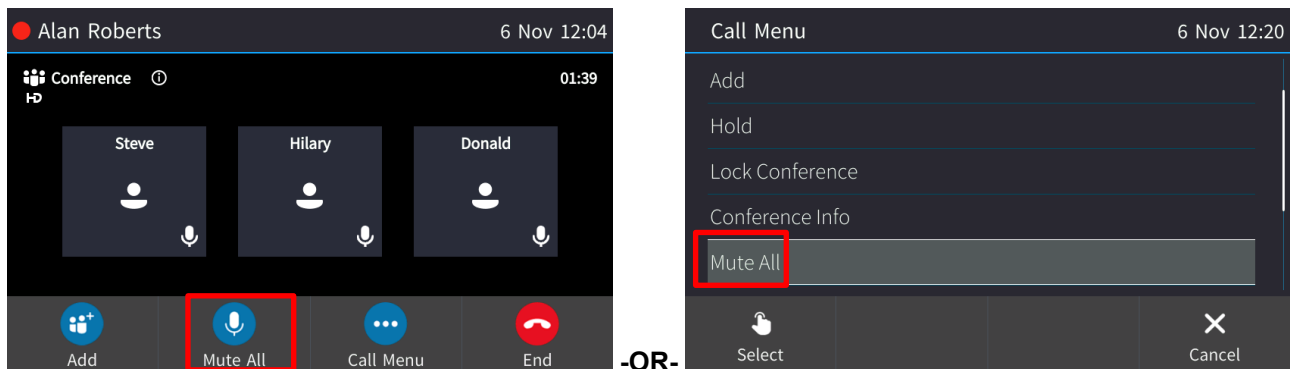 Alan Roberts 6 Nov 12:04
Conference 01:39
HD
Steve Hilary Donald
Add Mute All Call Menu End
-OR-
Call Menu 6 Nov 12:20
Add
Hold
Lock Conference
Conference Info
Mute All
Select Cancel